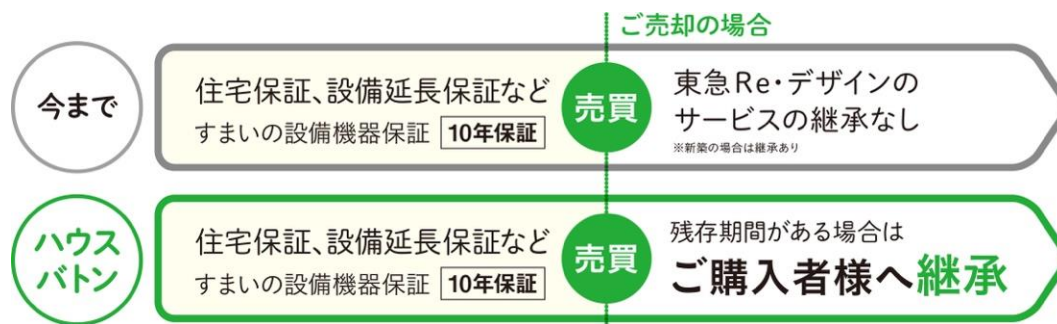 ご売却の場合
今まで
住宅保証、設備延長保証など
すまいの設備機器保証 10年保証
売買
東急Re・デザインの
サービスの継承なし
※新築の場合は継承あり
ハウス
バトン
住宅保証、設備延長保証など
すまいの設備機器保証 10年保証
売買
残存期間がある場合は
ご購入者様へ継承